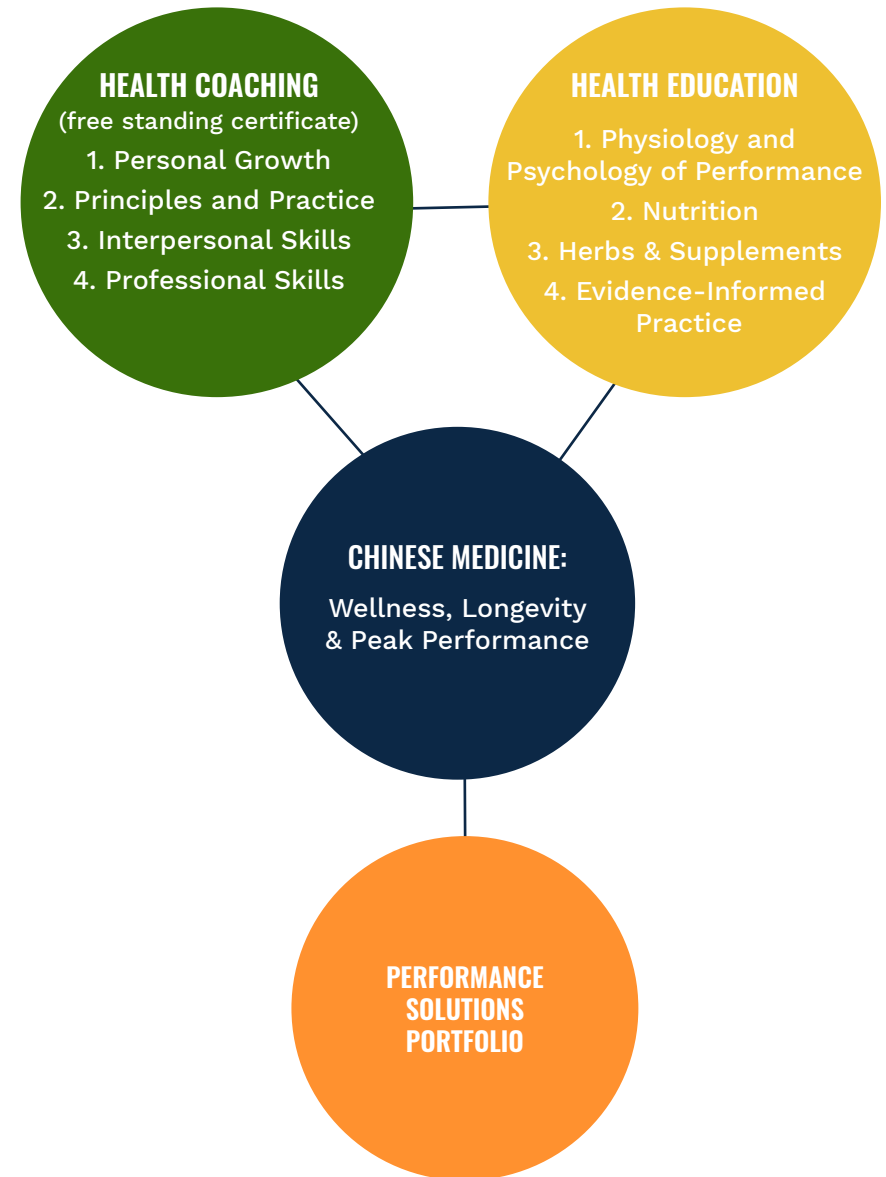 HEALTH COACHING
(free standing certificate)
1. Personal Growth
2. Principles and Practice
3. Interpersonal Skills
4. Professional Skills
HEALTH EDUCATION
1. Physiology and
Psychology of Performance
2. Nutrition
3. Herbs & Supplements
4. Evidence-Informed
Practice
CHINESE MEDICINE:
Wellness, Longevity
& Peak Performance
PERFORMANCE
SOLUTIONS
PORTFOLIO